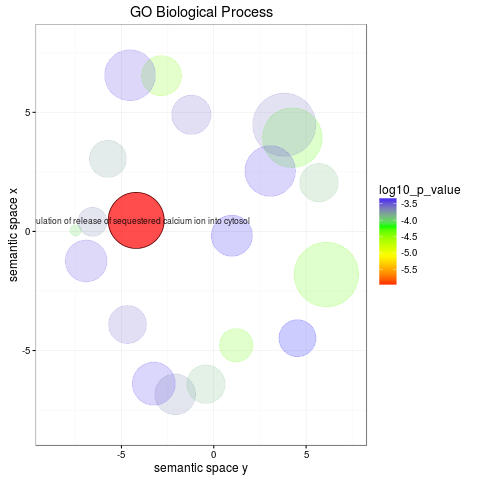 GO Biological Process
semantic space x
5
0
-5
ulation of release of sequestered calcium ion into cytosol
-5
0
5
semantic space y
log10_p_value
-3.5
-4.0
-4.5
-5.0
-5.5